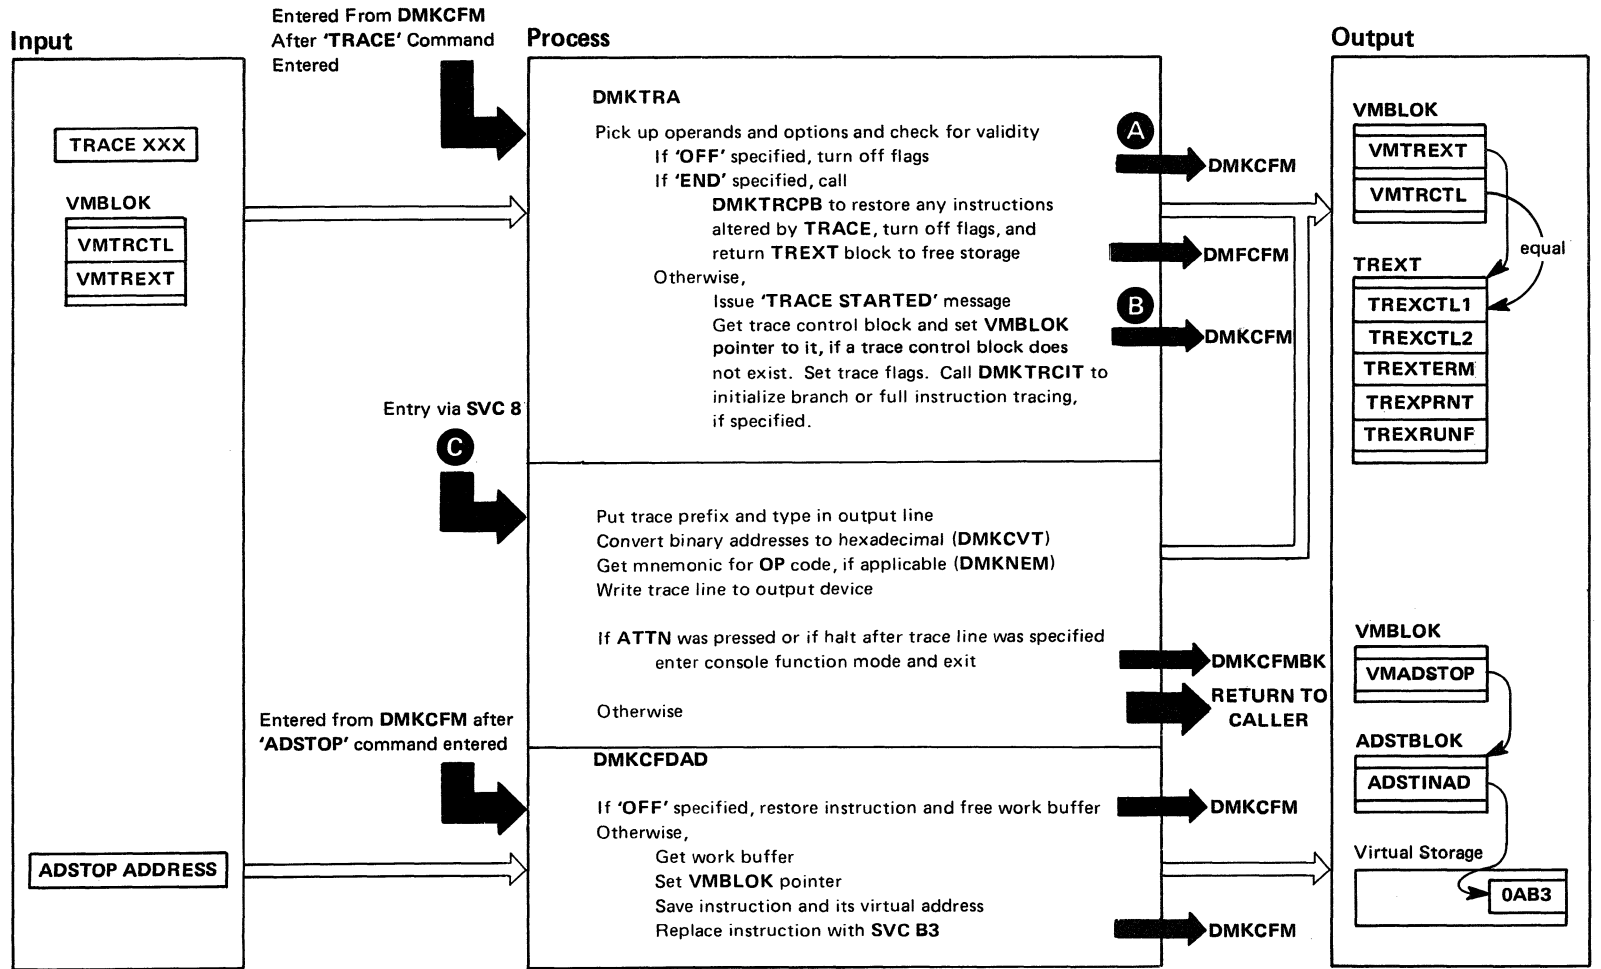 Input
TRACE XXX
VMBLOK
VMTRCTL
VMTREXT
ADSTOP ADDRESS
Entered From DMKCFM
After 'TRACE' Command
Entered
Entry via SVC 8
C
Entered from DMKCFM after
'ADSTOP' command entered
Process
DMKTRA
Pick up operands and options and check for validity
If 'OFF' specified, turn off flags
If 'END' specified, call
DMKTRCPB to restore any instructions
altered by TRACE, turn off flags, and
return TREXT block to free storage
Otherwise,
Issue 'TRACE STARTED' message
Get trace control block and set VMBLOK
pointer to it, if a trace control block does
not exist. Set trace flags. Call DMKTRCIT to
initialize branch or full instruction tracing,
if specified.
A
DMKCFM
DMFCFM
B
DMKCFM
Put trace prefix and type in output line
Convert binary addresses to hexadecimal (DMKCVT)
Get mnemonic for OP code, if applicable (DMKNEM)
Write trace line to output device
If ATTN was pressed or if halt after trace line was specified
enter console function mode and exit
DMKCFMBK
Otherwise
RETURN TO
CALLER
DMKCFDAD
If 'OFF' specified, restore instruction and free work buffer
DMKCFM
Otherwise,
Get work buffer
Set VMBLOK pointer
Save instruction and its virtual address
Replace instruction with SVC B3
DMKCFM
Output
VMBLOK
VMTREXT
VMTRCTL
equal
TREXT
TREXCTL1
TREXCTL2
TREXTERM
TREXPRNT
TREXRUNF
VMBLOK
VMADSTOP
ADSTBLOK
ADSTINAD
Virtual Storage
0AB3